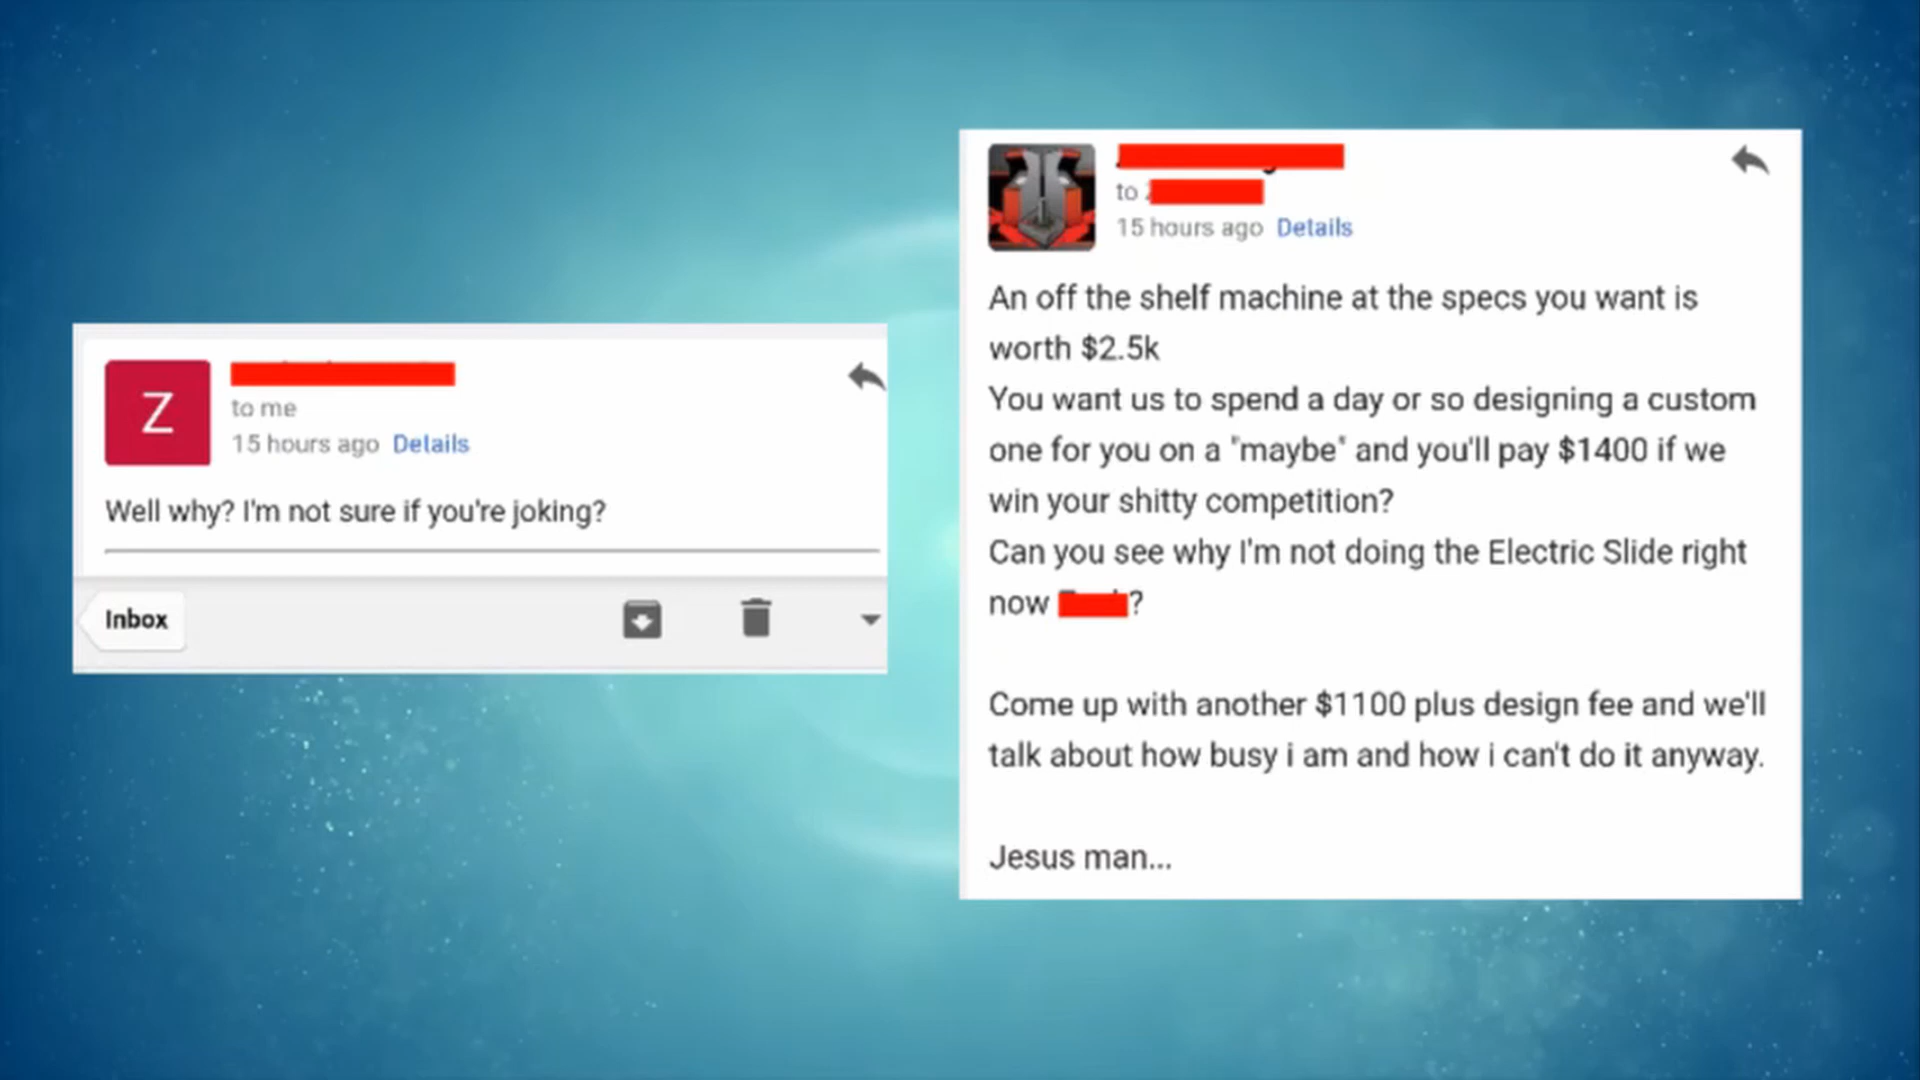 Z
to me
15 hours ago Details
Well why? I'm not sure if you're joking?
Inbox
to
15 hours ago Details
An off the shelf machine at the specs you want is
worth $2.5k
You want us to spend a day or so designing a custom
one for you on a "maybe" and you'll pay $1400 if we
win your shitty competition?
Can you see why I'm not doing the Electric Slide right
now ?
Come up with another $1100 plus design fee and we'll
talk about how busy i am and how i can't do it anyway.
Jesus man...